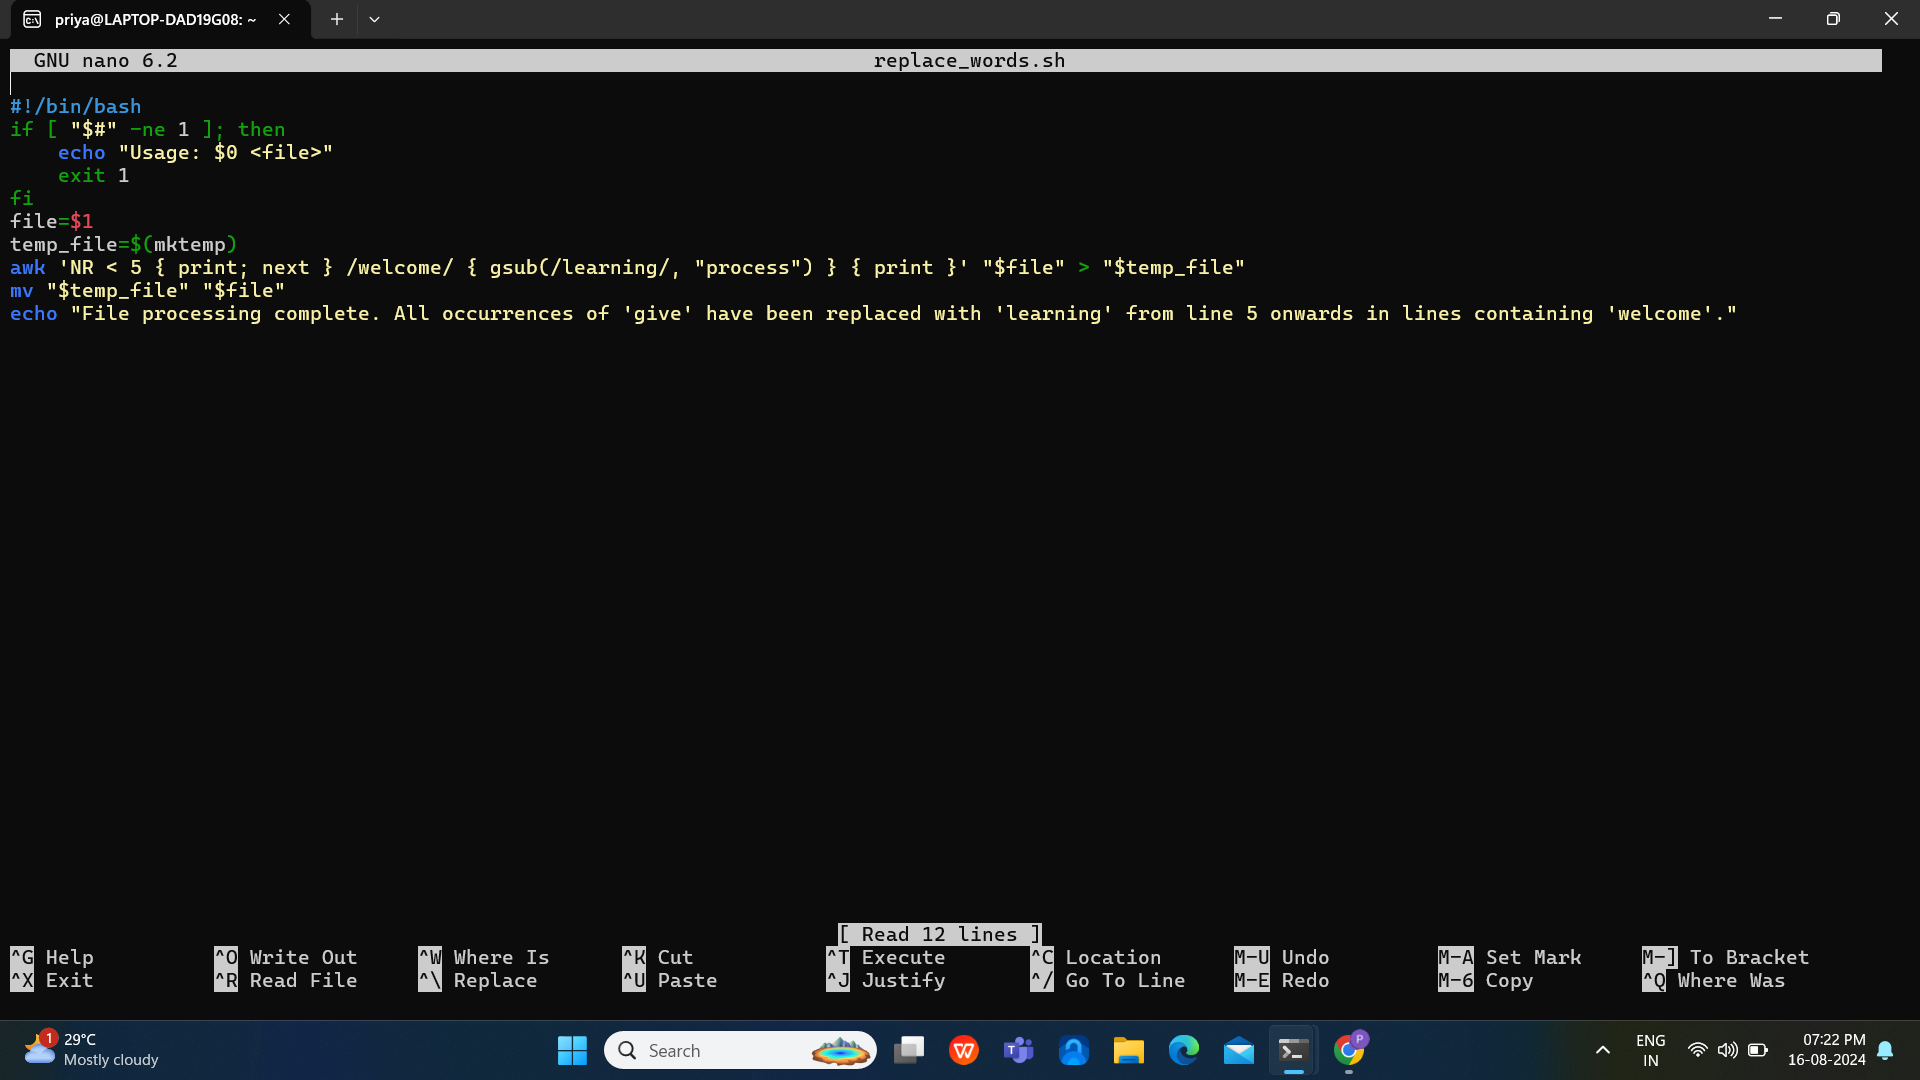 priya@LAPTOP-DAD19G08: ~
GNU nano 6.2 replace_words.sh
#!/bin/bash
if [ "$#" -ne 1 ]; then
    echo "Usage: $0 <file>"
    exit 1
fi
file=$1
temp_file=$(mktemp)
awk 'NR < 5 { print; next } /welcome/ { gsub(/learning/, "process") } { print }' "$file" > "$temp_file"
mv "$temp_file" "$file"
echo "File processing complete. All occurrences of 'give' have been replaced with 'learning' from line 5 onwards in lines containing 'welcome'."
[ Read 12 lines ]
^G Help ^O Write Out ^W Where Is ^K Cut ^T Execute ^C Location M-U Undo M-A Set Mark M-] To Bracket
^X Exit ^R Read File ^\ Replace ^U Paste ^J Justify ^/ Go To Line M-E Redo M-6 Copy ^Q Where Was
1 29°C
Mostly cloudy
Search
P
ENG
IN
07:22 PM
16-08-2024